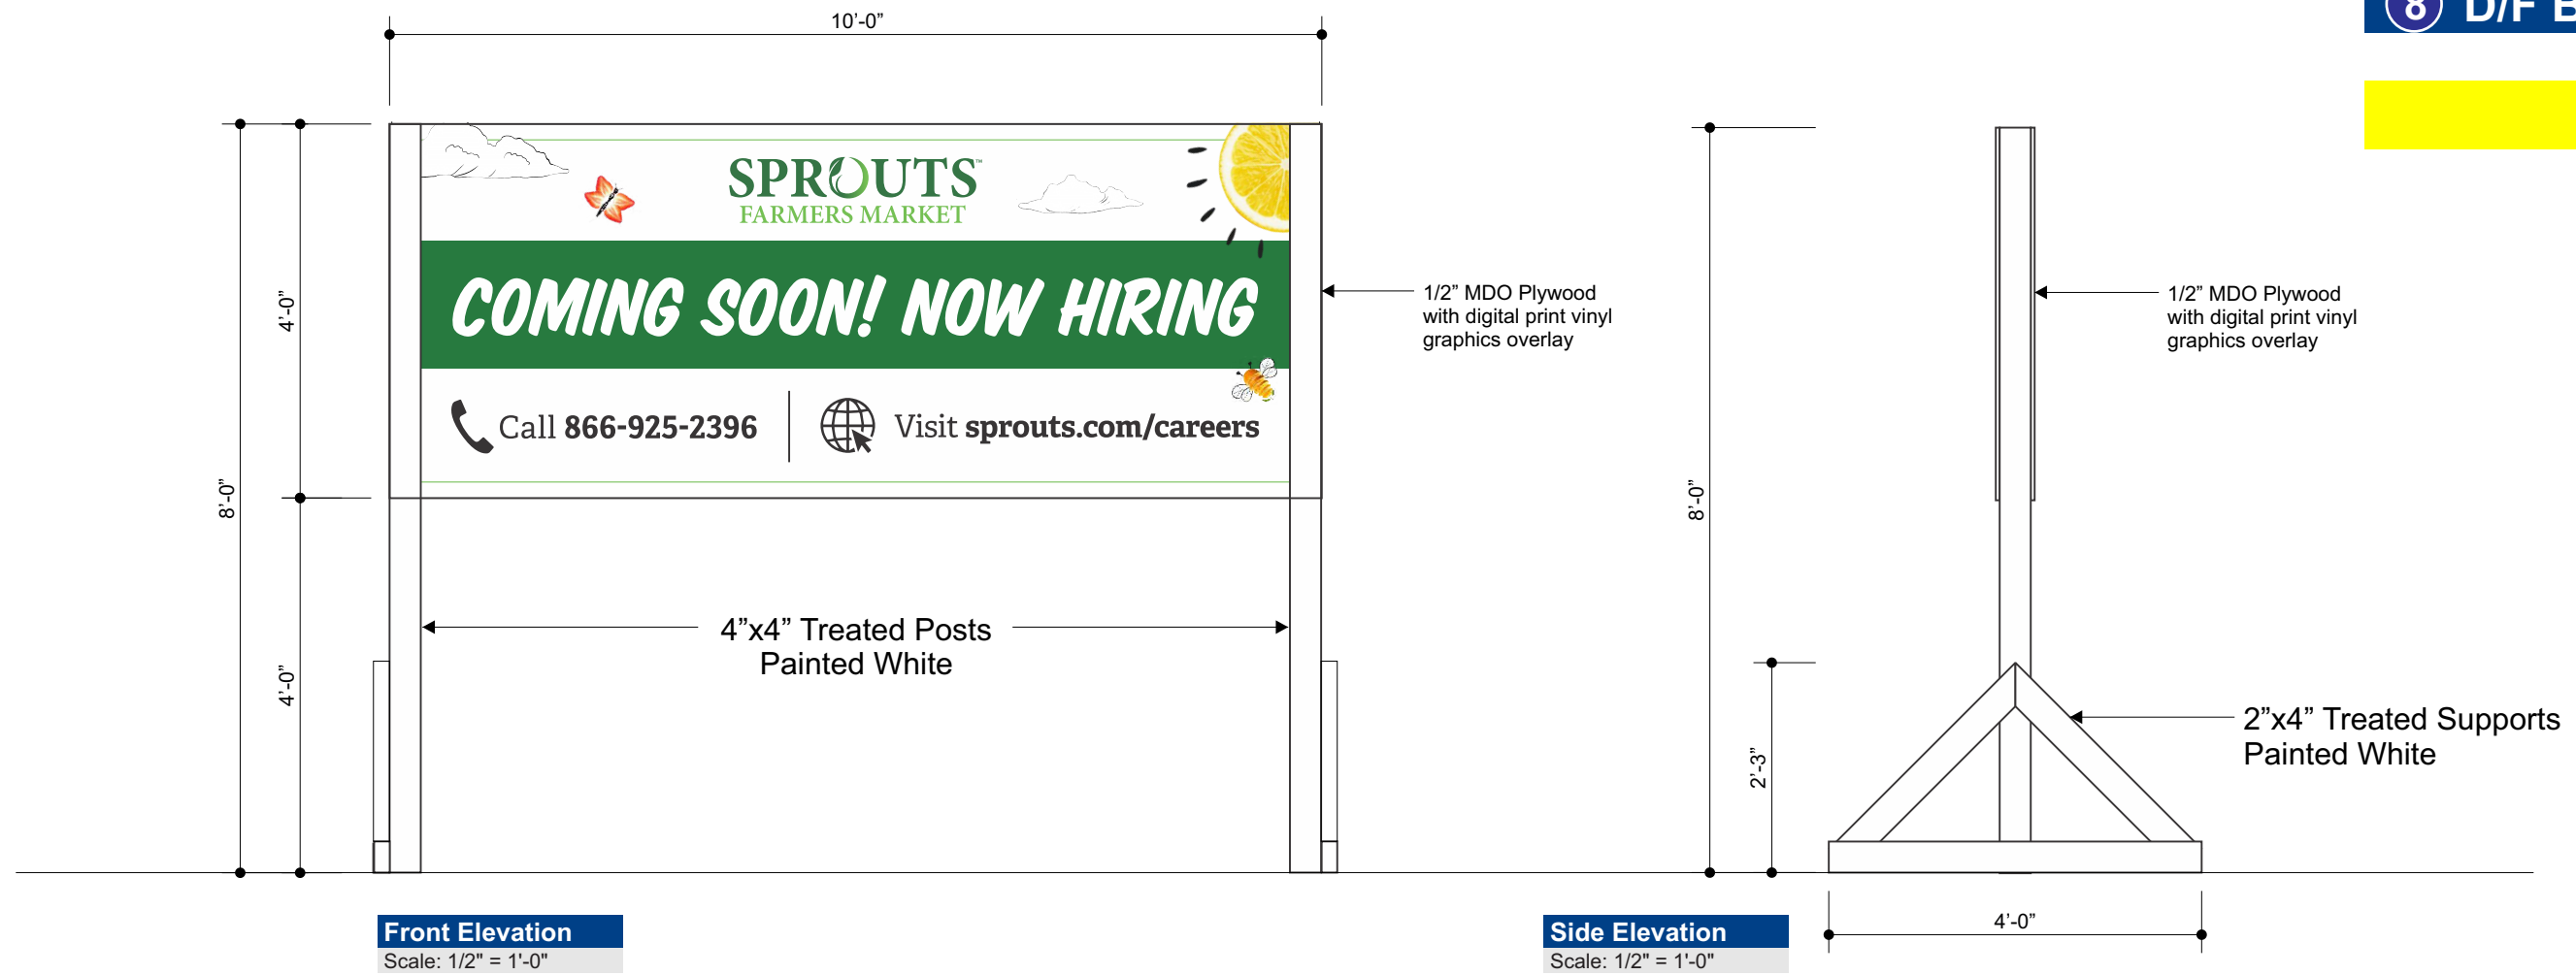 10’-0”
8 D/F
SPROUTS™
FARMERS MARKET
COMING SOON! NOW HIRING
Call 866-925-2396
Visit sprouts.com/careers
4’-0”
8’-0”
4’-0”
1/2” MDO Plywood
with digital print vinyl
graphics overlay
4”x4” Treated Posts
Painted White
Front Elevation
Scale: 1/2" = 1'-0"
8’-0”
1/2” MDO Plywood
with digital print vinyl
graphics overlay
2’-3”
2”x4” Treated Supports
Painted White
4’-0”
Side Elevation
Scale: 1/2" = 1'-0"